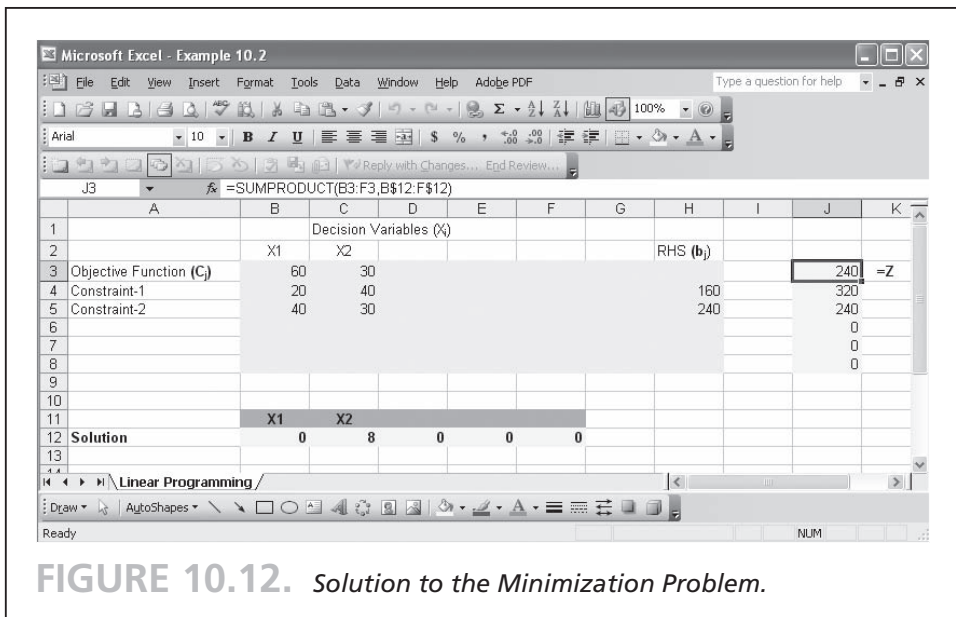 Microsoft Excel - Example 10.2
File Edit View Insert Format Tools Data Window Help Adobe PDF Type a question for help
100%
Arial 10 B I U $ % ,
Reply with Changes... End Review...
J3 fx =SUMPRODUCT(B3:F3,B$12:F$12)
A B C D E F G H I J K
1 Decision Variables (Xi)
2 X1 X2 RHS (bj)
3 Objective Function (Cj) 60 30 240 =Z
4 Constraint-1 20 40 160 320
5 Constraint-2 40 30 240 240
6 0
7 0
8 0
9
10
11 X1 X2
12 Solution 0 8 0 0 0
13
Linear Programming
Draw AutoShapes
Ready NUM
FIGURE 10.12. Solution to the Minimization Problem.